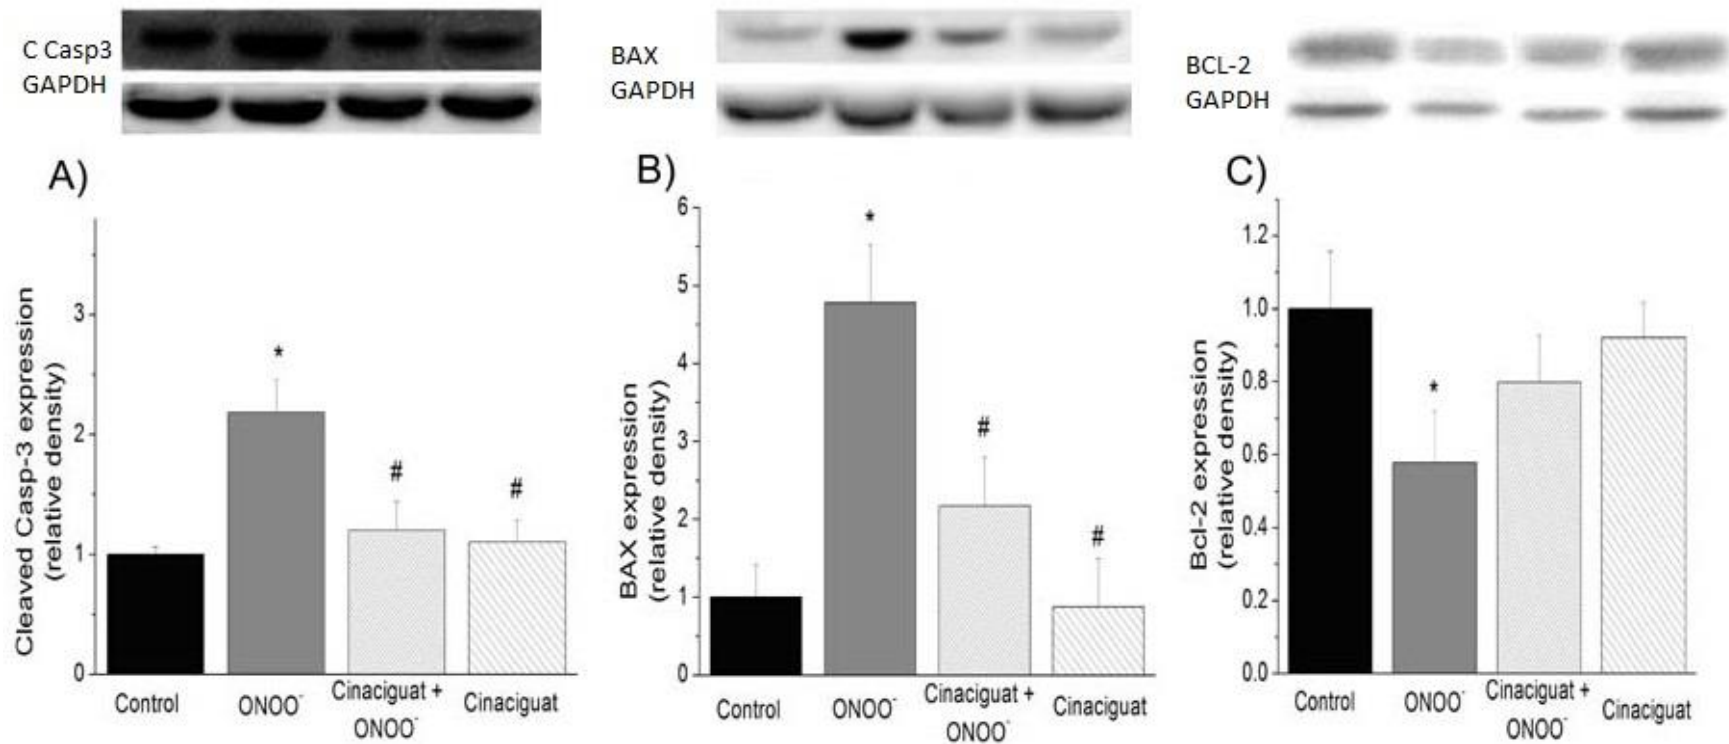 C Casp3
GAPDH
BAX
GAPDH
BCL-2
GAPDH
A)
Cleaved Casp-3 expression
(relative density)
3
2
1
0
*
#
#
Control
ONOO⁻
Cinaciguat +
ONOO⁻
Cinaciguat
B)
BAX expression
(relative density)
6
5
4
3
2
1
0
*
#
#
Control
ONOO⁻
Cinaciguat +
ONOO⁻
Cinaciguat
C)
Bcl-2 expression
(relative density)
1.2
1.0
0.8
0.6
0.4
0.2
0.0
*
Control
ONOO⁻
Cinaciguat +
ONOO⁻
Cinaciguat